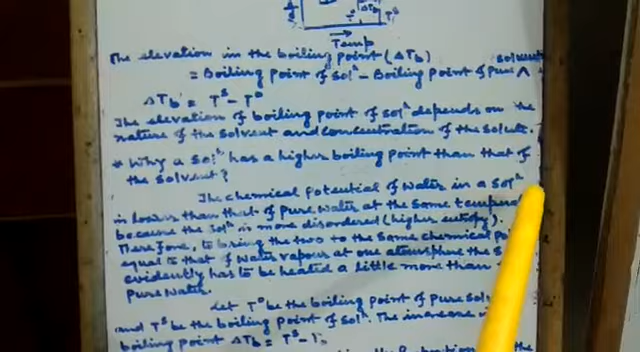 ΔTb
T° T^s
Temp
The elevation in the boiling point (ΔTb)
solvent
= Boiling point of Solⁿ - Boiling point of pure ^
ΔTb = T^s - T°
The elevation of boiling point of Solⁿ depends on the
nature of the solvent and concentration of the solute.
* Why a Solⁿ has a higher boiling point than that of
the solvent?
The chemical potential of water in a Solⁿ
is lower than that of pure water at the same
because the Solⁿ is more disordered (higher entropy).
Therefore, to bring the two to the same chemical
equal to that of water vapour at one atmosphere the
evidently has to be heated a little more than
pure water.
Let T° be the boiling point of pure
and T^s be the boiling point of Solⁿ. The increase
boiling point ΔTb = T^s - T°
the